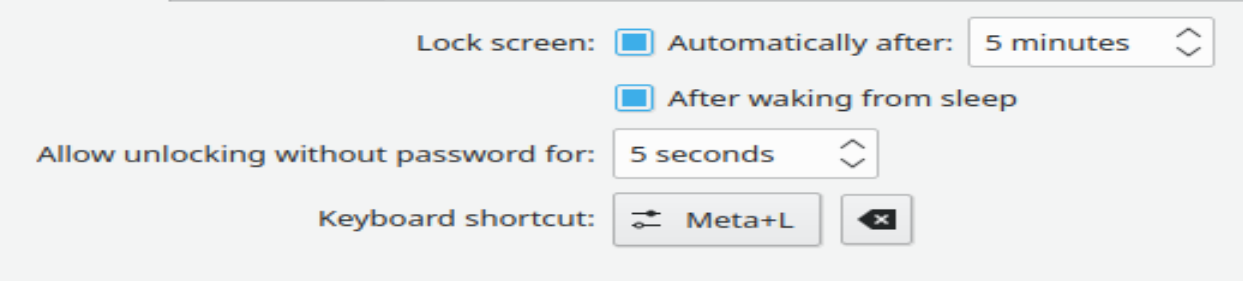 Lock screen: Automatically after: 5 minutes
After waking from sleep
Allow unlocking without password for: 5 seconds
Keyboard shortcut: Meta+L